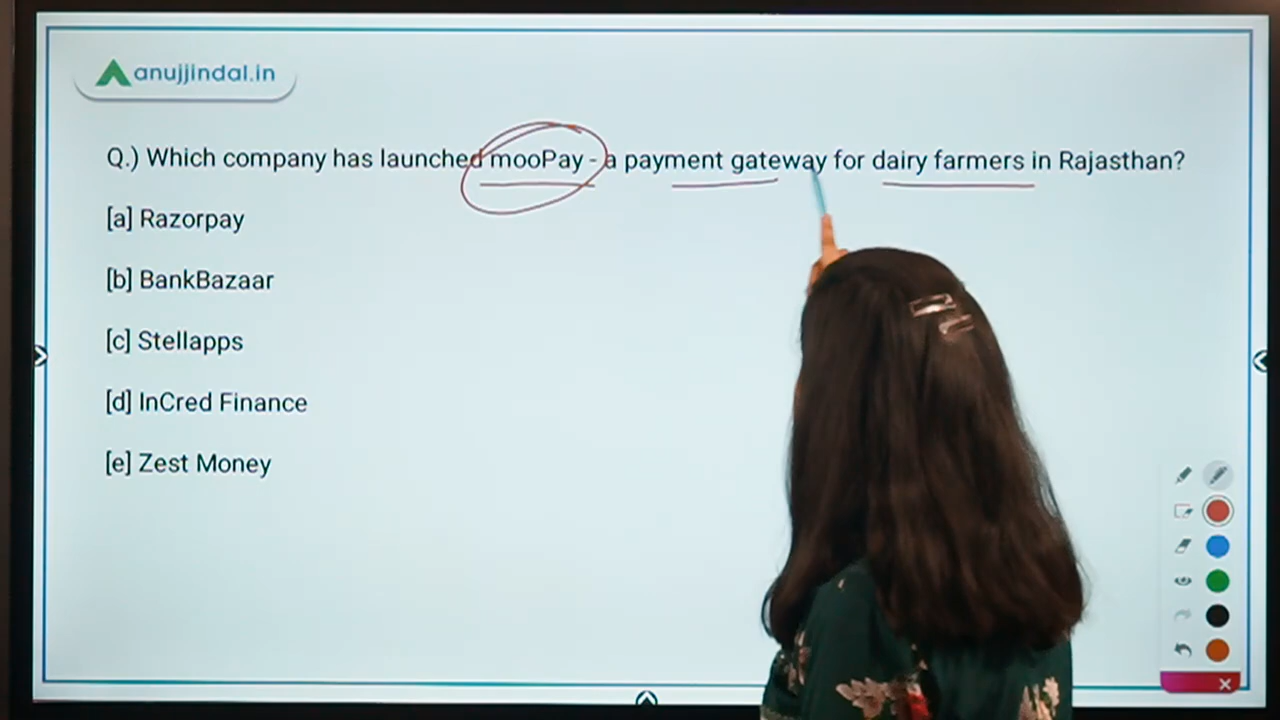 anujjindal.in
Q.) Which company has launched mooPay - a payment gateway for dairy farmers in Rajasthan?
[a] Razorpay
[b] BankBazaar
[c] Stellapps
[d] InCred Finance
[e] Zest Money